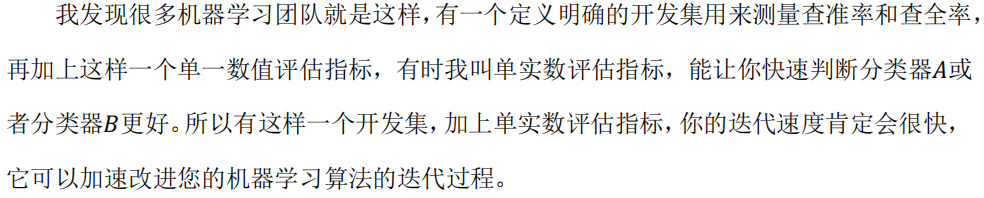 我发现很多机器学习团队就是这样，有一个定义明确的开发集用来测量查准率和查全率，
再加上这样一个单一数值评估指标，有时我叫单实数评估指标，能让你快速判断分类器A或
者分类器B更好。所以有这样一个开发集，加上单实数评估指标，你的迭代速度肯定会很快，
它可以加速改进您的机器学习算法的迭代过程。